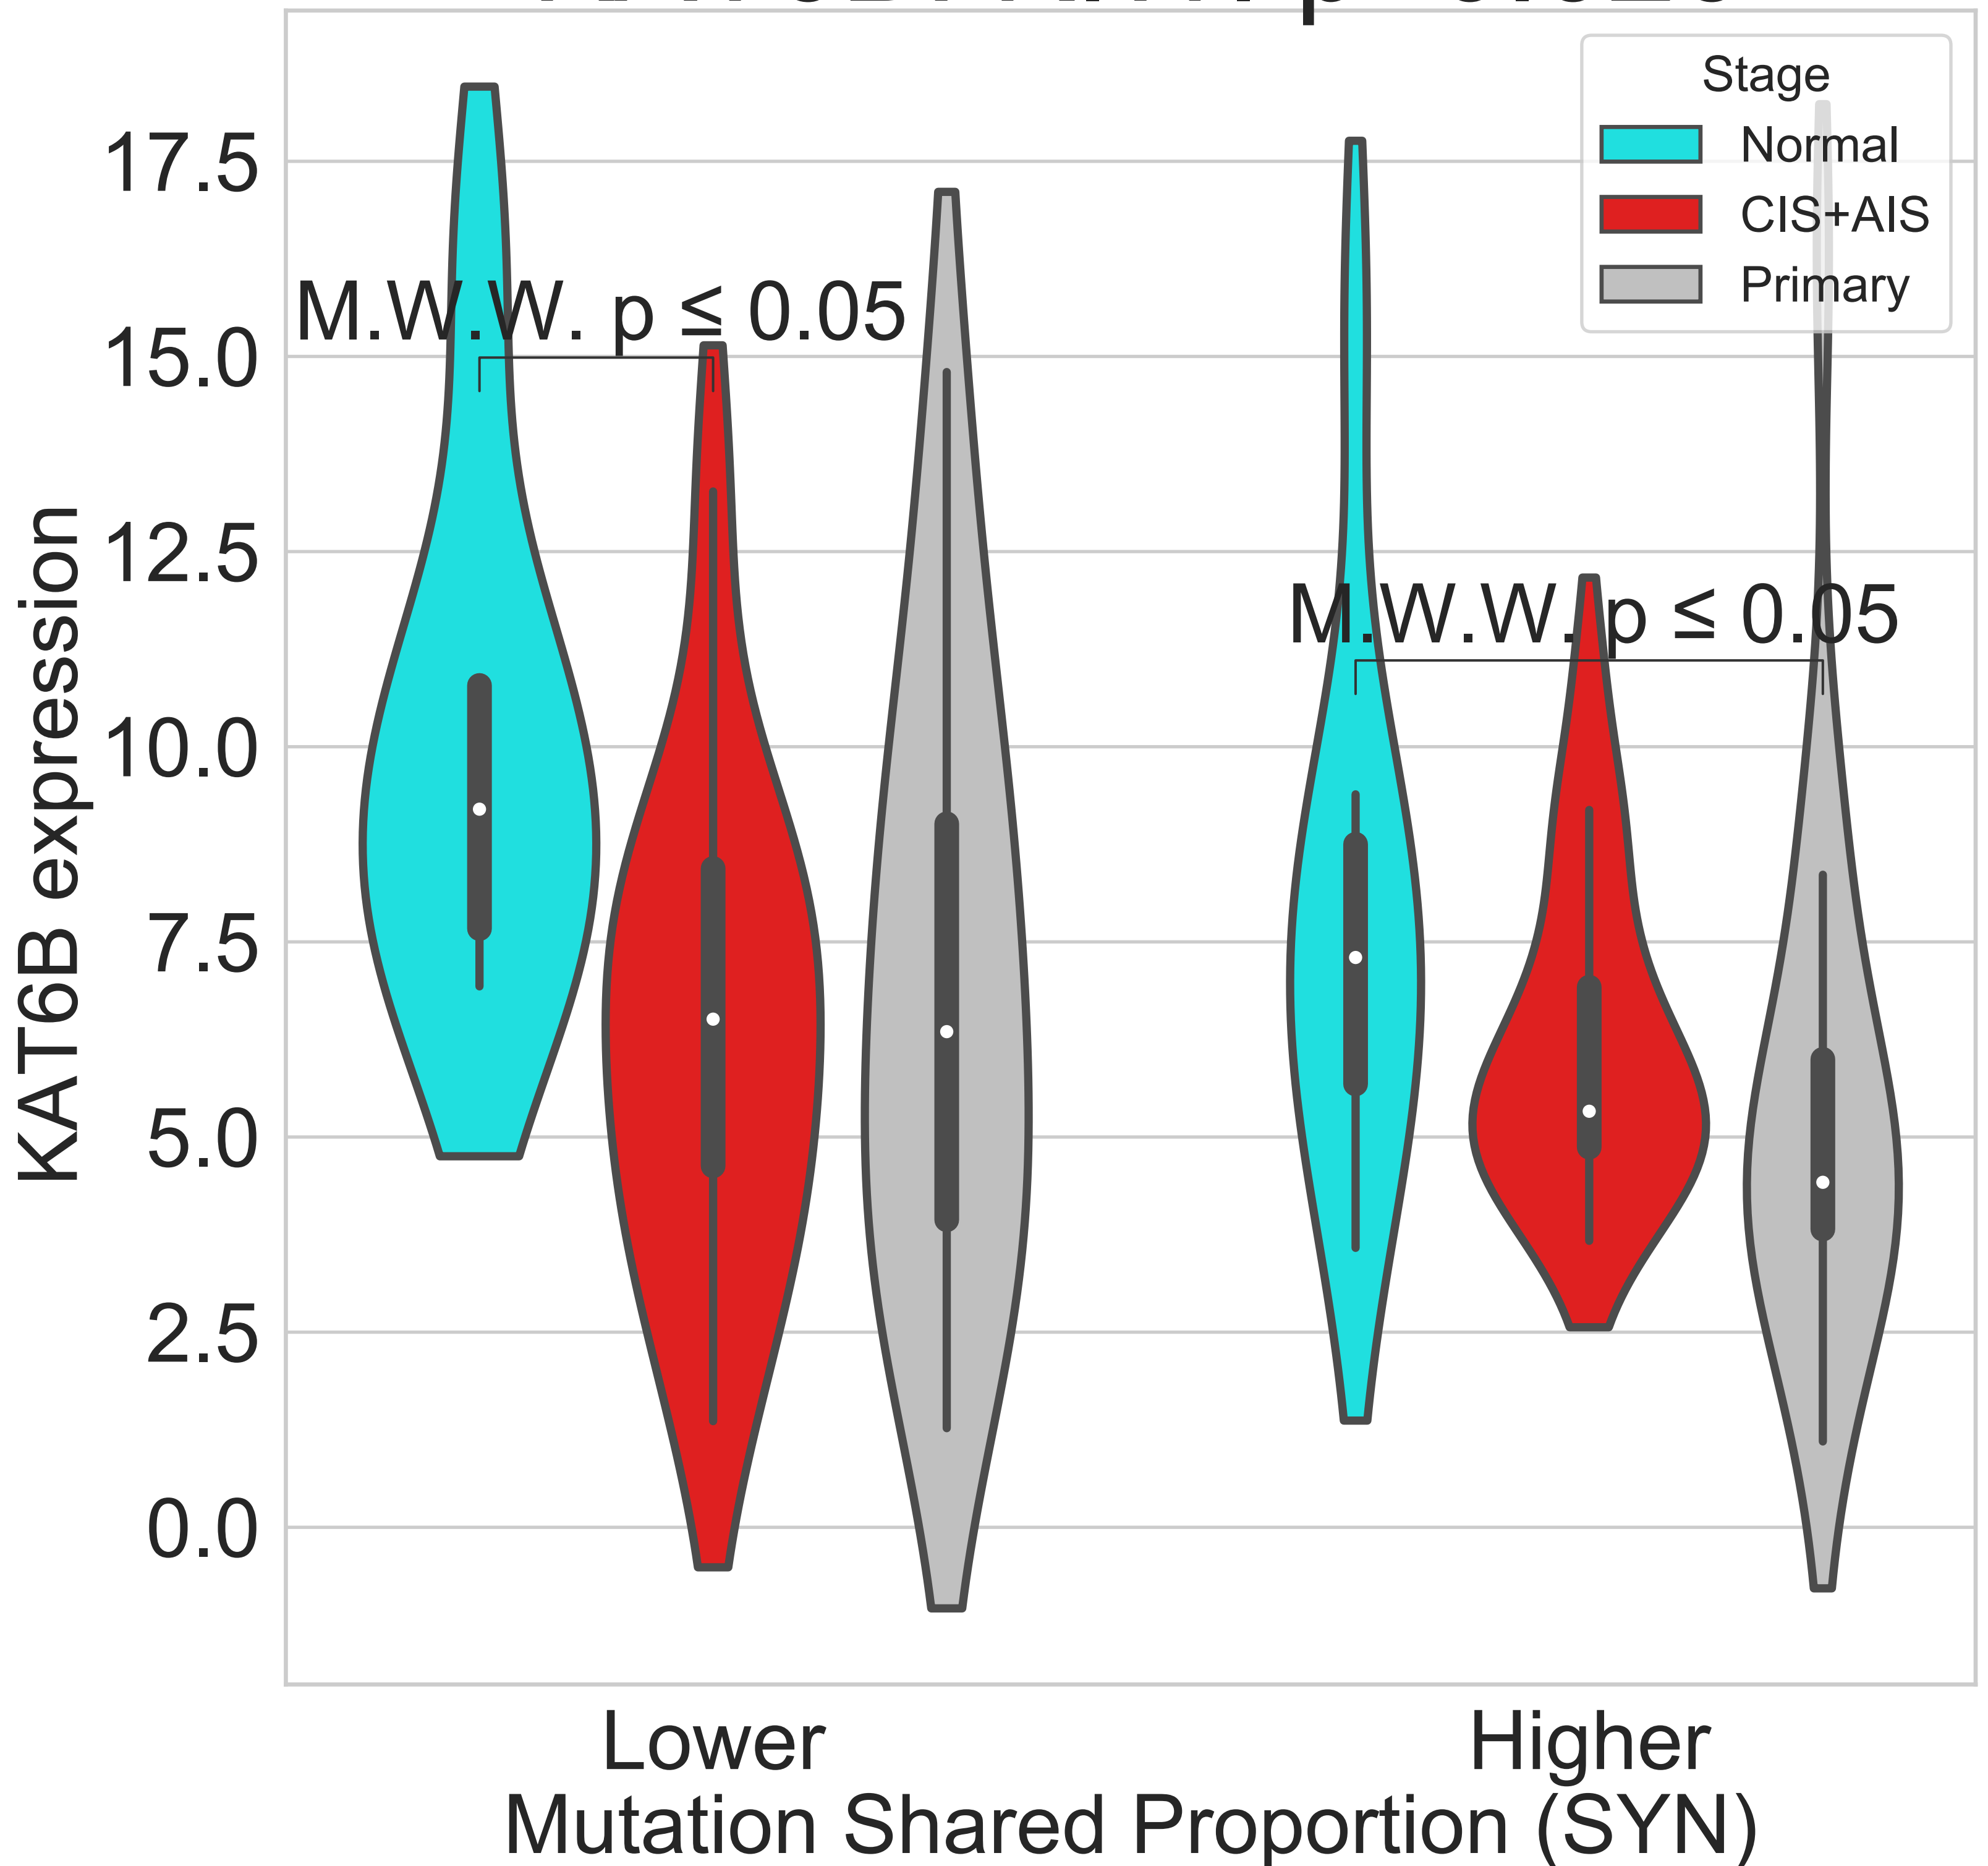 Stage
Normal
CIS+AIS
Primary
17.5
15.0
12.5
10.0
7.5
5.0
2.5
0.0
KAT6B expression
M.W.W. p ≤ 0.05
M.W.W. p ≤ 0.05
Lower
Higher
Mutation Shared Proportion (SYN)